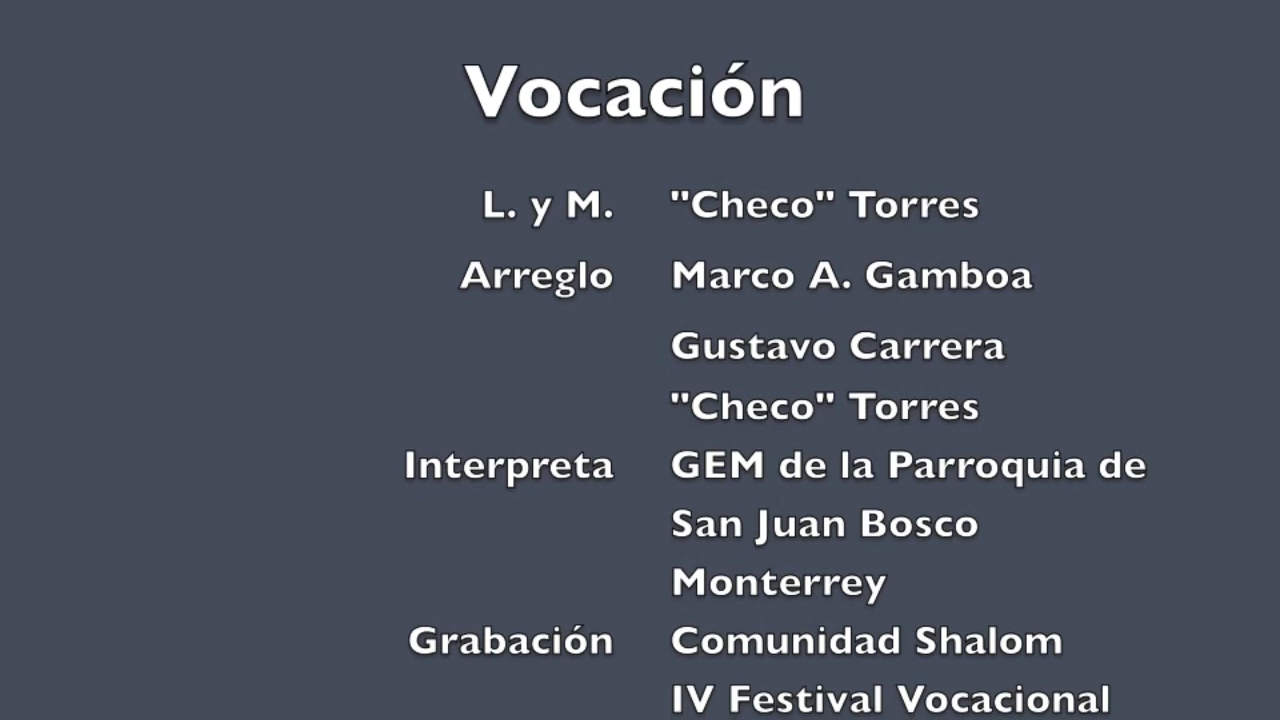 Vocación
L. y M. "Checo" Torres
Arreglo Marco A. Gamboa
Gustavo Carrera
"Checo" Torres
Interpreta GEM de la Parroquia de
San Juan Bosco
Monterrey
Grabación Comunidad Shalom
IV Festival Vocacional